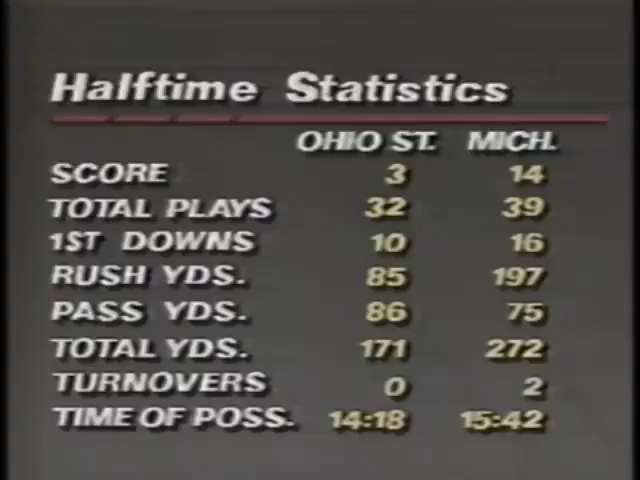 Halftime Statistics
OHIO ST. MICH.
SCORE 3 14
TOTAL PLAYS 32 39
1ST DOWNS 10 16
RUSH YDS. 85 197
PASS YDS. 86 75
TOTAL YDS. 171 272
TURNOVERS 0 2
TIME OF POSS. 14:18 15:42